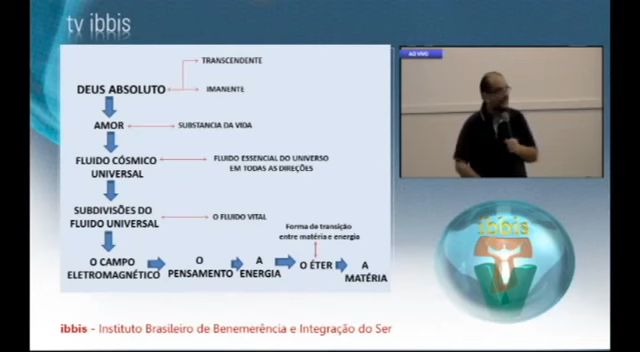 tv ibbis
TRANSCENDENTE
DEUS ABSOLUTO
IMANENTE
AMOR
SUBSTANCIA DA VIDA
FLUIDO CÓSMICO
UNIVERSAL
FLUIDO ESSENCIAL DO UNIVERSO
EM TODAS AS DIREÇÕES
SUBDIVISÕES DO
FLUIDO UNIVERSAL
O FLUIDO VITAL
Forma de transição
entre matéria e energia
O CAMPO
ELETROMAGNÉTICO
O
PENSAMENTO
A
ENERGIA
O ÉTER
A
MATÉRIA
AO VIVO
ibbis
ibbis - Instituto Brasileiro de Benemerência e Integração do Ser